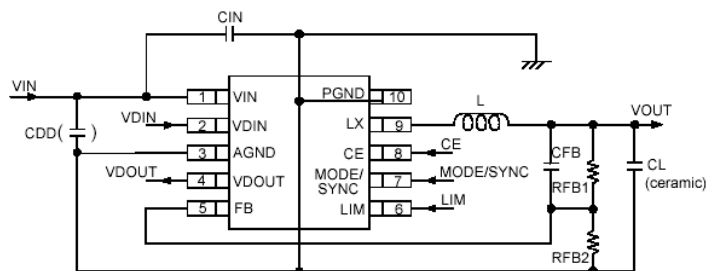 CIN
VIN
1 VIN PGND 10
L
VOUT
CDD( )
VDIN 2 VDIN LX 9
3 AGND CE 8 CE
CFB
VDOUT 4 VDOUT MODE/
SYNC 7 MODE/SYNC
RFB1
CL
(ceramic)
5 FB LIM 6 LIM
RFB2